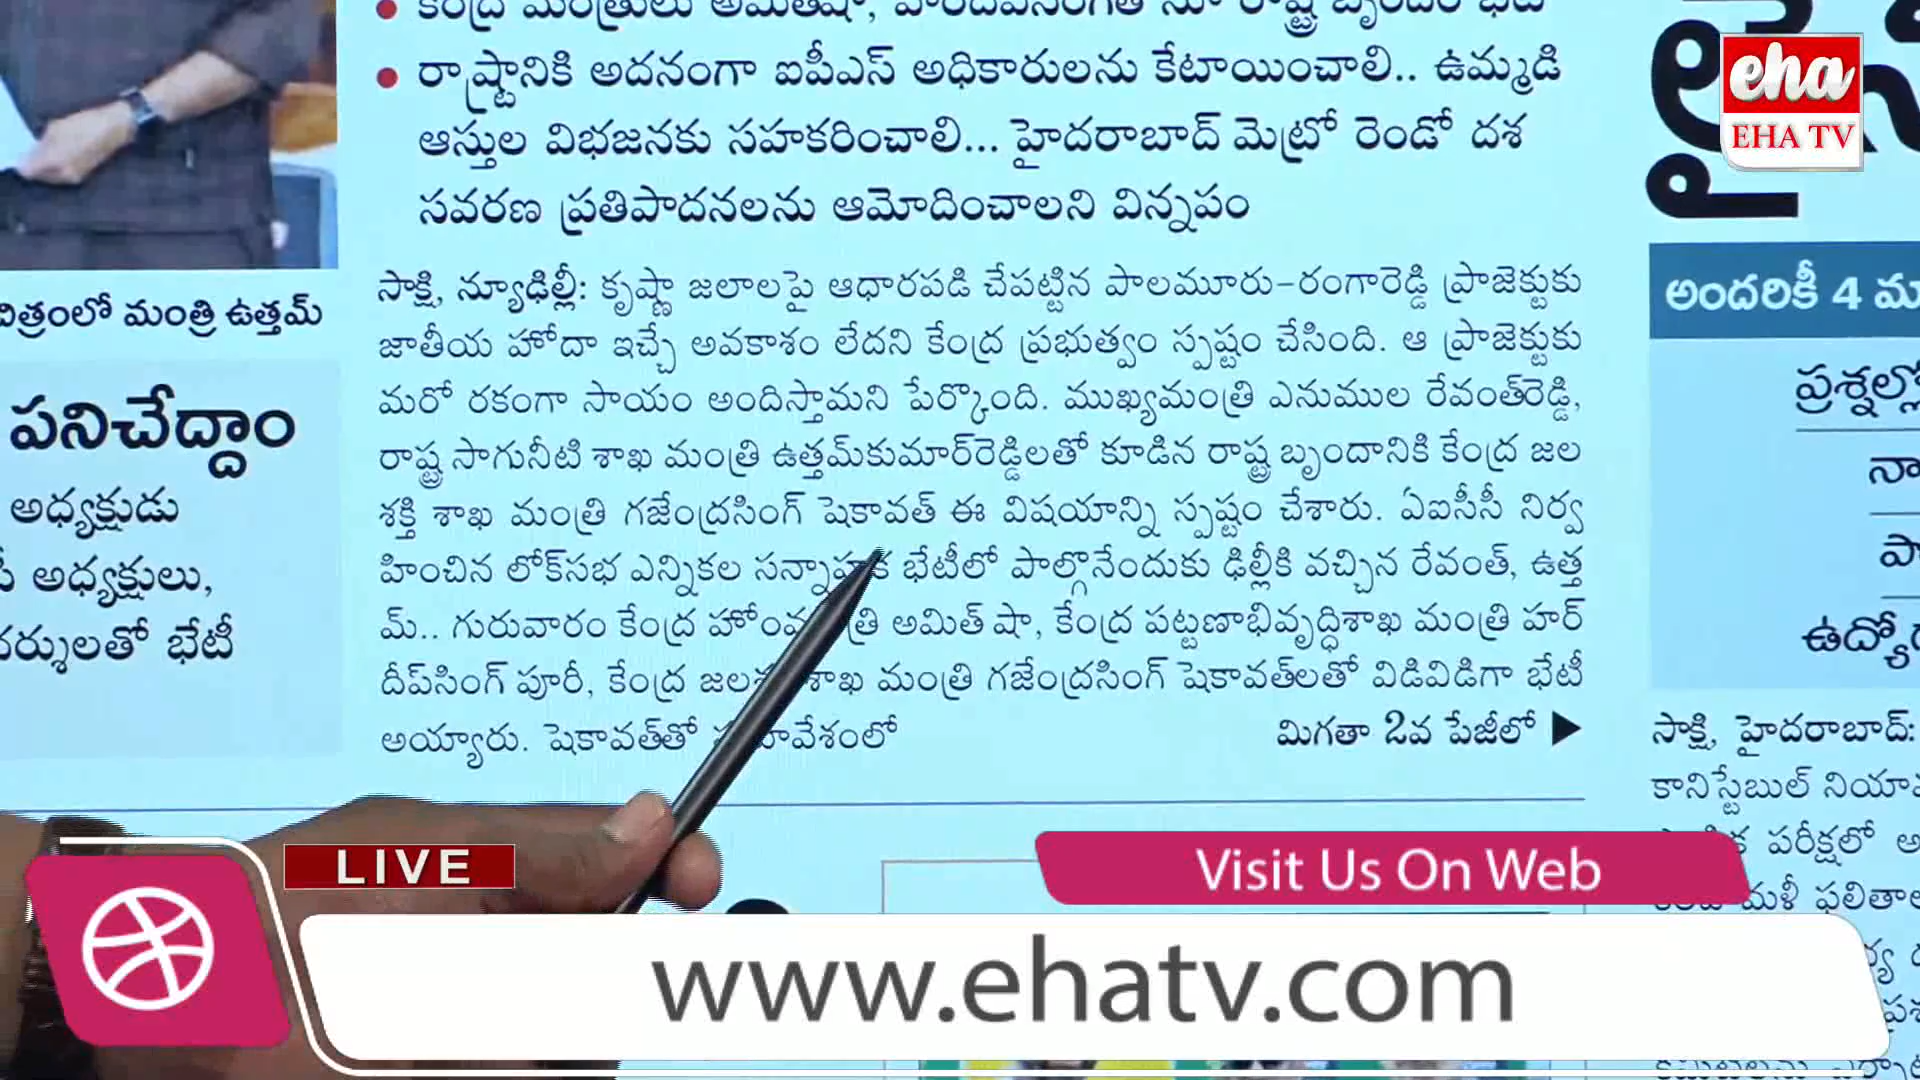 రాష్ట్రానికి అదనంగా ఐపీఎస్ అధికారులను కేటాయించాలి.. ఉమ్మడి
ఆస్తుల విభజనకు సహకరించాలి... హైదరాబాద్ మెట్రో రెండో దశ
సవరణ ప్రతిపాదనలను ఆమోదించాలని విన్నపం
సాక్షి, న్యూఢిల్లీ: కృష్ణా జలాలపై ఆధారపడి చేపట్టిన పాలమూరు-రంగారెడ్డి ప్రాజెక్టుకు
జాతీయ హోదా ఇచ్చే అవకాశం లేదని కేంద్ర ప్రభుత్వం స్పష్టం చేసింది. ఆ ప్రాజెక్టుకు
మరో రకంగా సాయం అందిస్తామని పేర్కొంది. ముఖ్యమంత్రి ఎనుముల రేవంత్‌రెడ్డి,
రాష్ట్ర సాగునీటి శాఖ మంత్రి ఉత్తమ్‌కుమార్‌రెడ్డిలతో కూడిన రాష్ట్ర బృందానికి కేంద్ర జల
శక్తి శాఖ మంత్రి గజేంద్రసింగ్ షెకావత్ ఈ విషయాన్ని స్పష్టం చేశారు. ఏఐసీసీ నిర్వ
హించిన లోక్‌సభ ఎన్నికల సన్నాహక భేటీలో పాల్గొనేందుకు ఢిల్లీకి వచ్చిన రేవంత్, ఉత్త
మ్.. గురువారం కేంద్ర అమిత్ షా, కేంద్ర పట్టణాభివృద్ధిశాఖ మంత్రి హర్
దీప్‌సింగ్ పూరీ, కేంద్ర శాఖ మంత్రి గజేంద్రసింగ్ షెకావత్‌లతో విడివిడిగా భేటీ
అయ్యారు. షెకావత్‌తో
మిగతా 2వ పేజీలో
మంత్రి ఉత్తమ్
పనిచేద్దాం
అధ్యక్షుడు
అధ్యక్షులు,
భేటీ
eha
EHA TV
అందరికీ 4
సాక్షి, హైదరాబాద్:
కానిస్టేబుల్
పరీక్షలో
LIVE
Visit Us On Web
www.ehatv.com